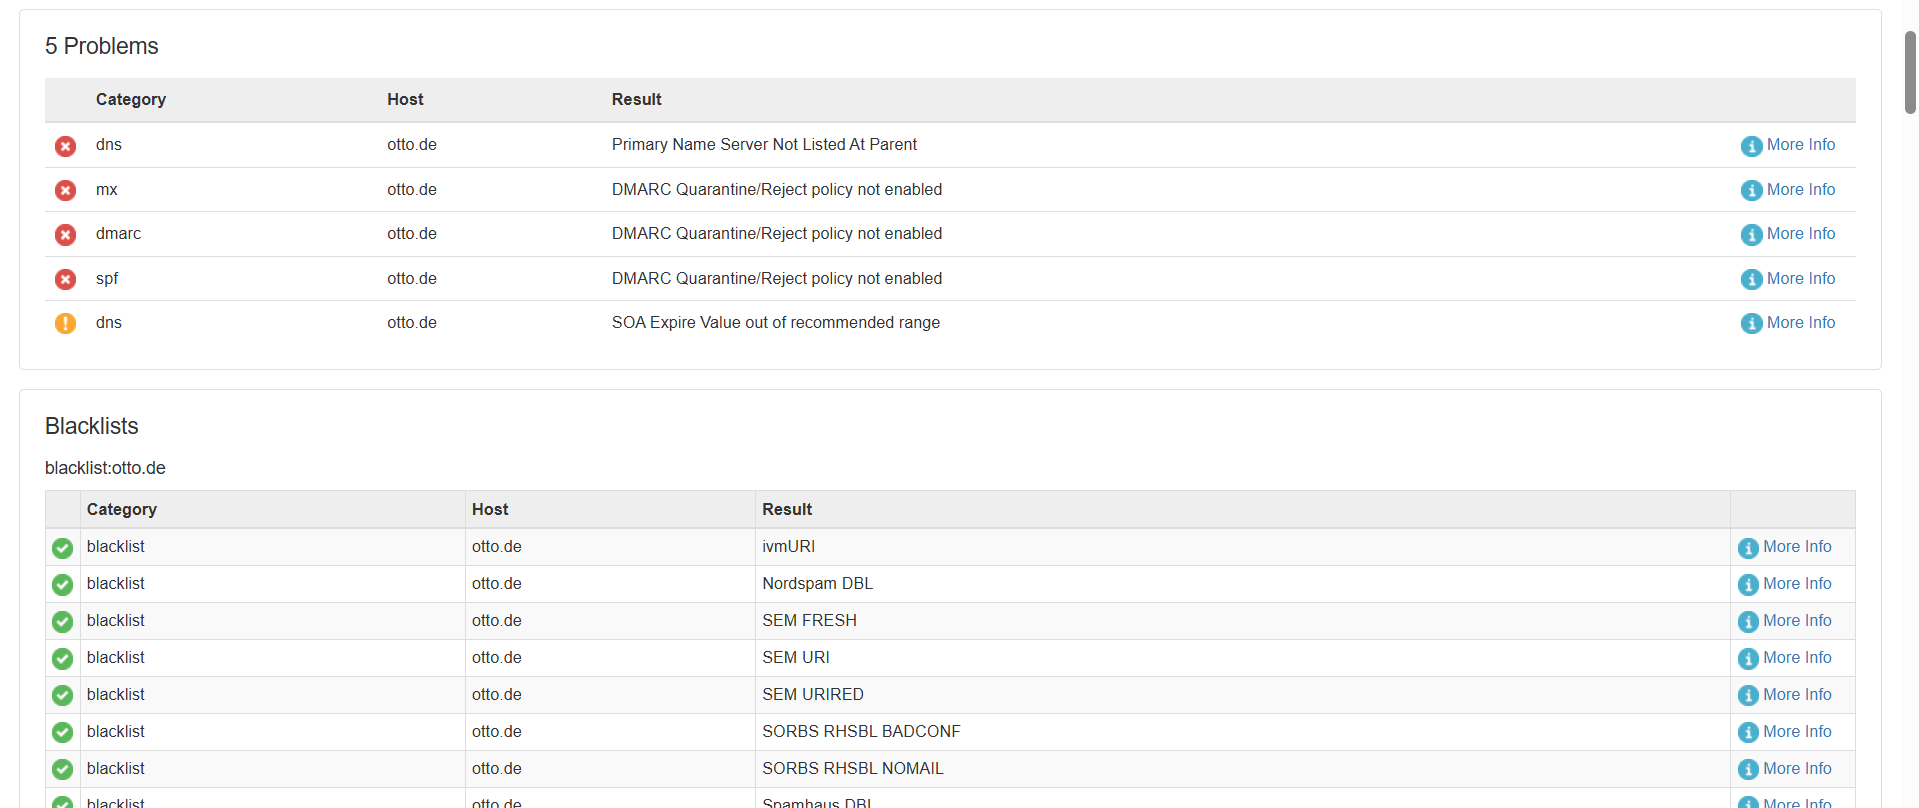 5 Problems
Category Host Result
dns otto.de Primary Name Server Not Listed At Parent More Info
mx otto.de DMARC Quarantine/Reject policy not enabled More Info
dmarc otto.de DMARC Quarantine/Reject policy not enabled More Info
spf otto.de DMARC Quarantine/Reject policy not enabled More Info
dns otto.de SOA Expire Value out of recommended range More Info
Blacklists
blacklist:otto.de
Category Host Result
blacklist otto.de ivmURI More Info
blacklist otto.de Nordspam DBL More Info
blacklist otto.de SEM FRESH More Info
blacklist otto.de SEM URI More Info
blacklist otto.de SEM URIRED More Info
blacklist otto.de SORBS RHSBL BADCONF More Info
blacklist otto.de SORBS RHSBL NOMAIL More Info
blacklist otto.de Spamhaus DBL More Info